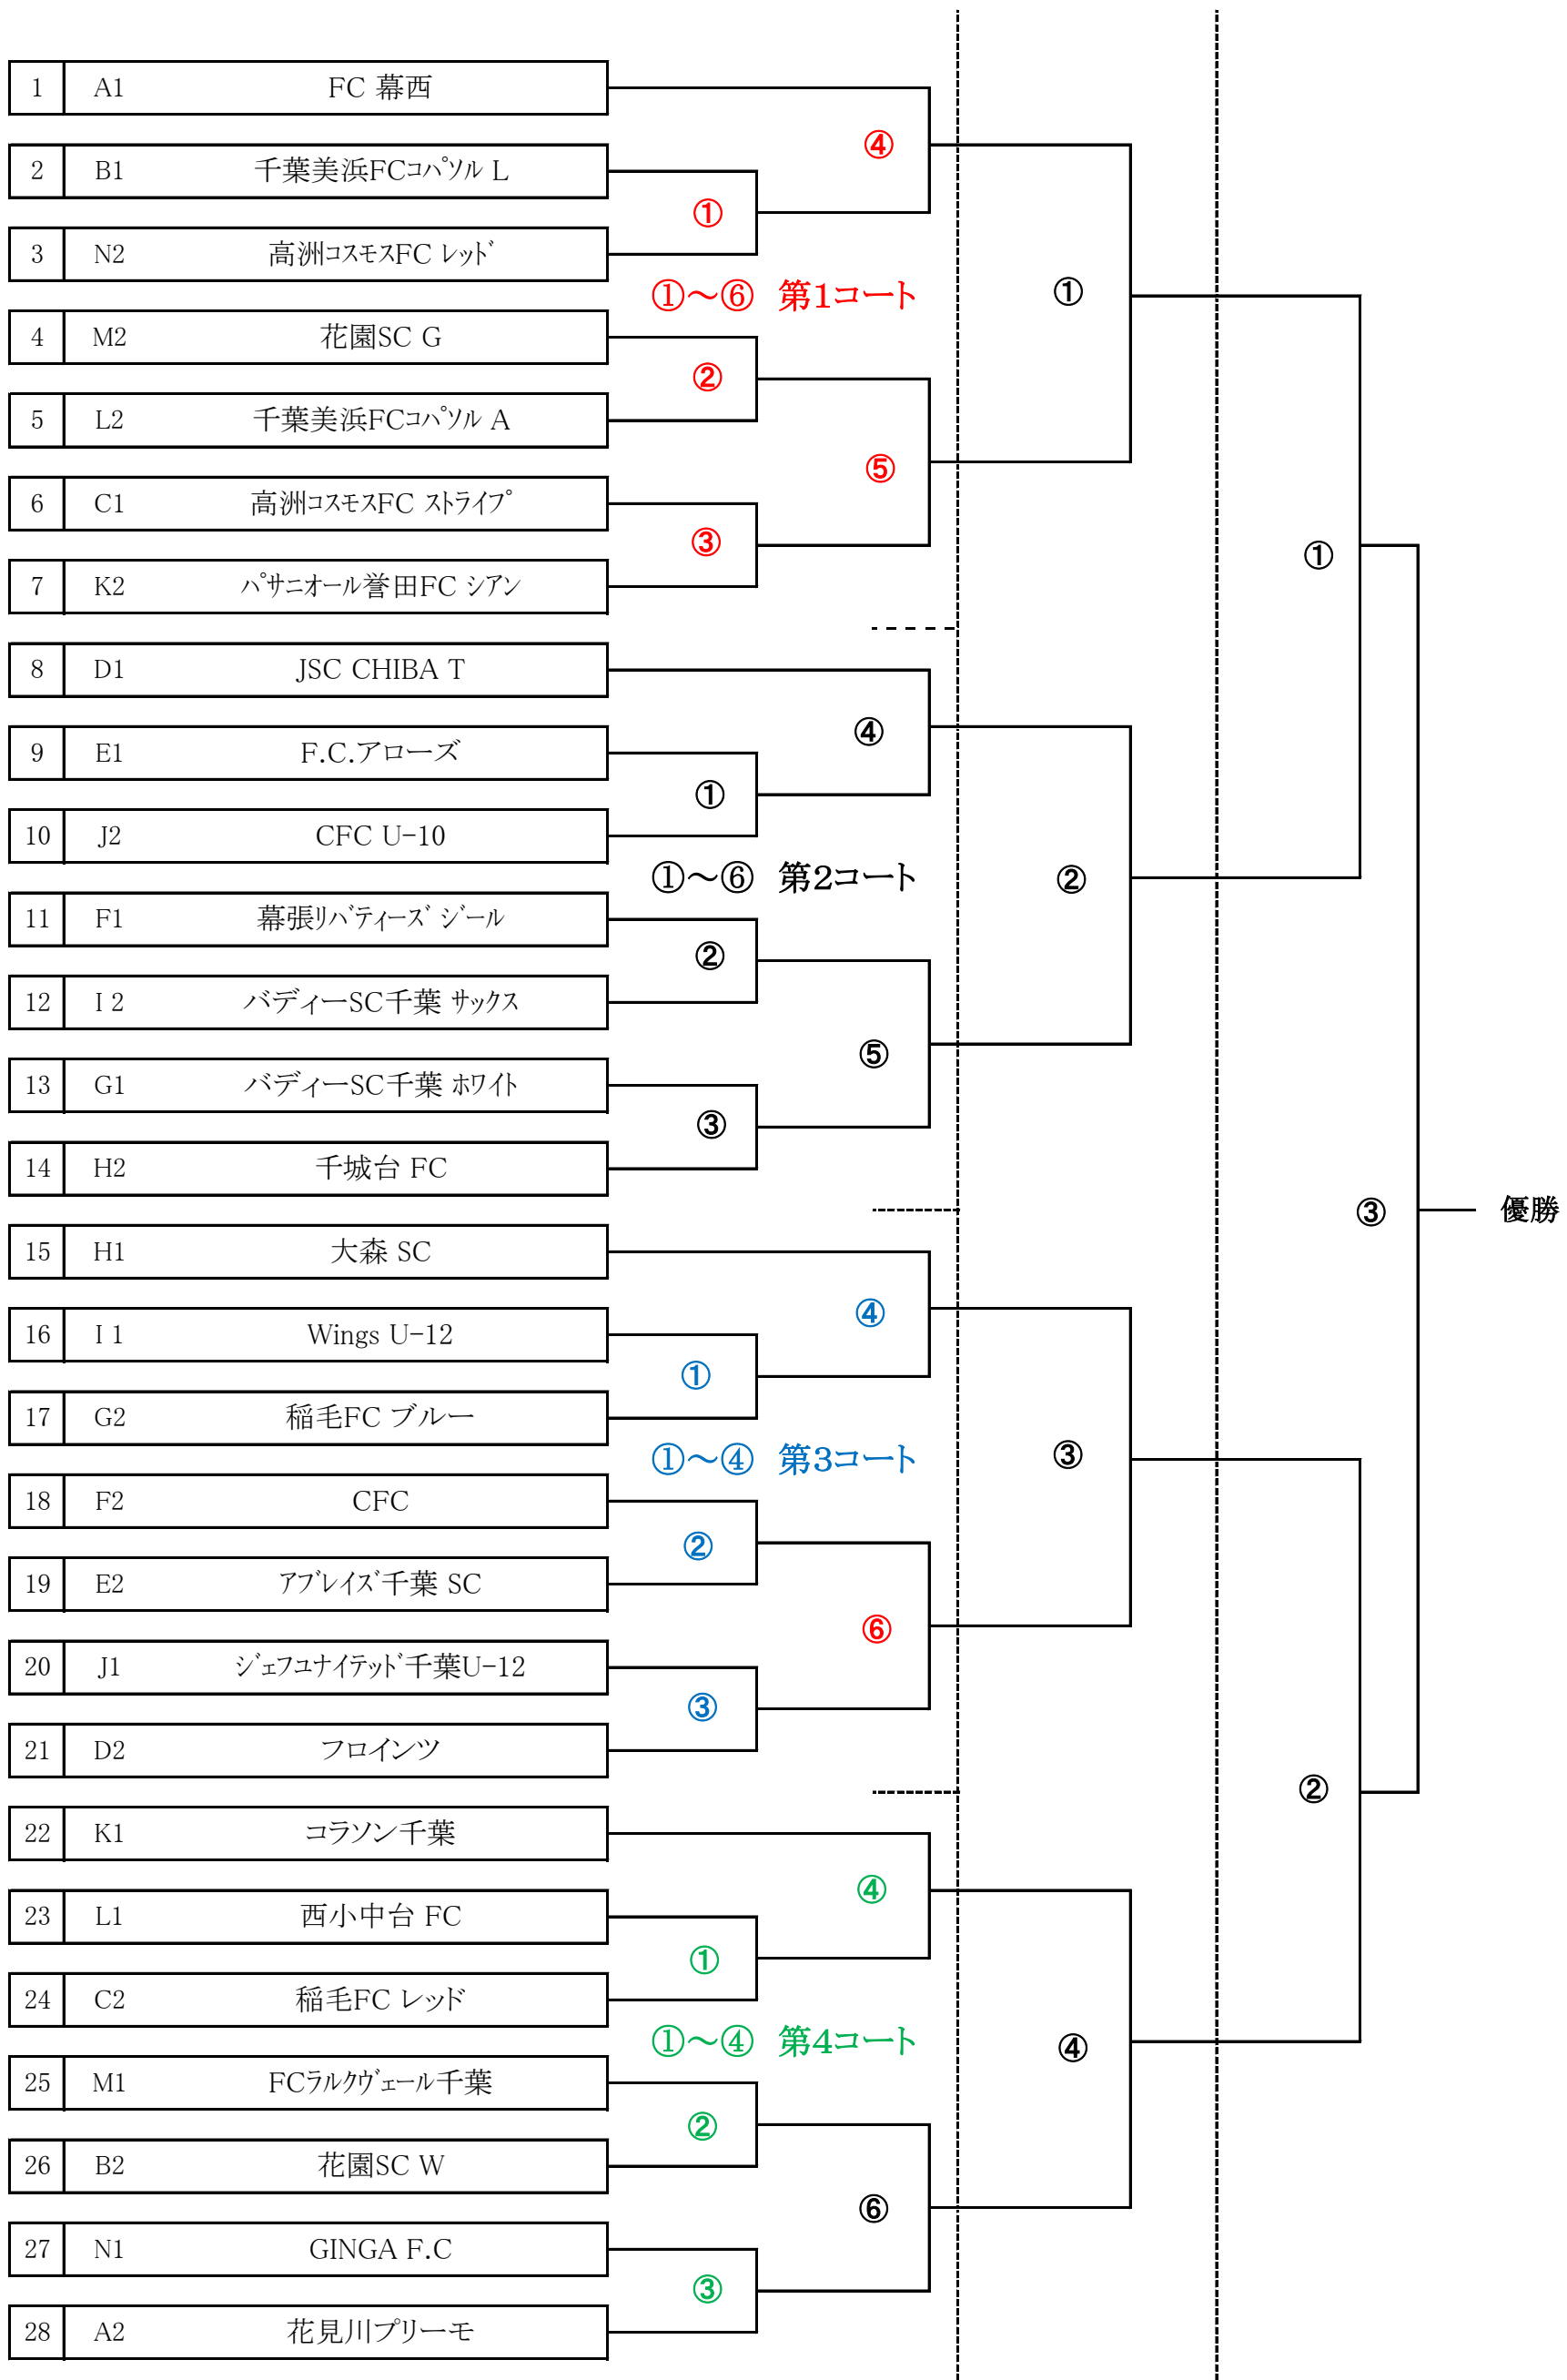 1 A1 FC 幕西
④
2 B1 千葉美浜FCｺﾊﾟｿﾙ L
①
3 N2 高洲ｺｽﾓｽFC ﾚｯﾄﾞ
①～⑥ 第1コート
①
4 M2 花園SC G
②
5 L2 千葉美浜FCｺﾊﾟｿﾙ A
⑤
6 C1 高洲ｺｽﾓｽFC ｽﾄﾗｲﾌﾟ
③
①
7 K2 ﾊﾟｻﾆｵｰﾙ誉田FC ｼｱﾝ
8 D1 JSC CHIBA T
④
9 E1 F.C.アローズ
①
10 J2 CFC U-10
①～⑥ 第2コート
②
11 F1 幕張ﾘﾊﾞﾃｨｰｽﾞ ｼﾞｰﾙ
②
12 I 2 バディーSC千葉 ｻｯｸｽ
⑤
13 G1 バディーSC千葉 ﾎﾜｲﾄ
③
14 H2 千城台 FC
③ 優勝
15 H1 大森 SC
④
16 I 1 Wings U-12
①
17 G2 稲毛FC ブルー
①～④ 第3コート
③
18 F2 CFC
②
19 E2 ｱﾌﾞﾚｲｽﾞ千葉 SC
⑥
20 J1 ｼﾞｪﾌﾕﾅｲﾃｯﾄﾞ千葉U-12
③
21 D2 フロインツ
②
22 K1 コラソン千葉
④
23 L1 西小中台 FC
①
24 C2 稲毛FC レッド
①～④ 第4コート
④
25 M1 FCﾗﾙｸｳﾞｪｰﾙ千葉
②
26 B2 花園SC W
⑥
27 N1 GINGA F.C
③
28 A2 花見川プリーモ